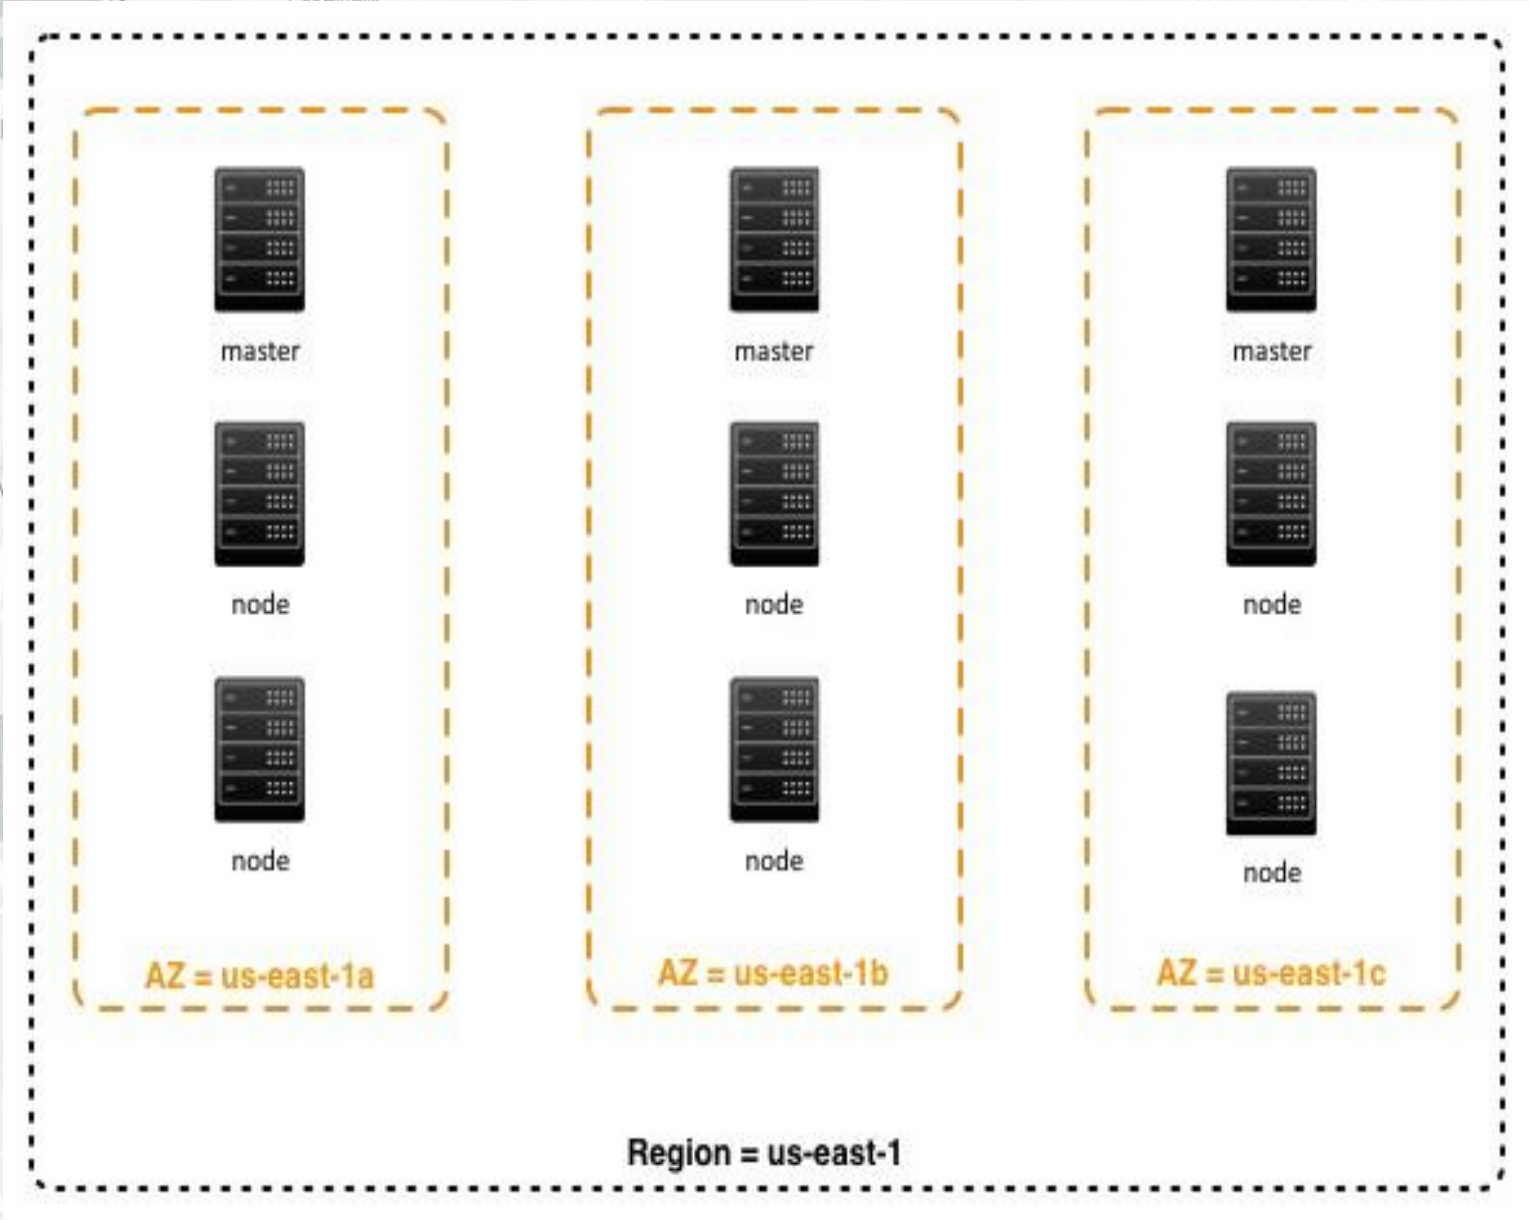 master
node
node
AZ = us-east-1a
master
node
node
AZ = us-east-1b
master
node
node
AZ = us-east-1c
Region = us-east-1